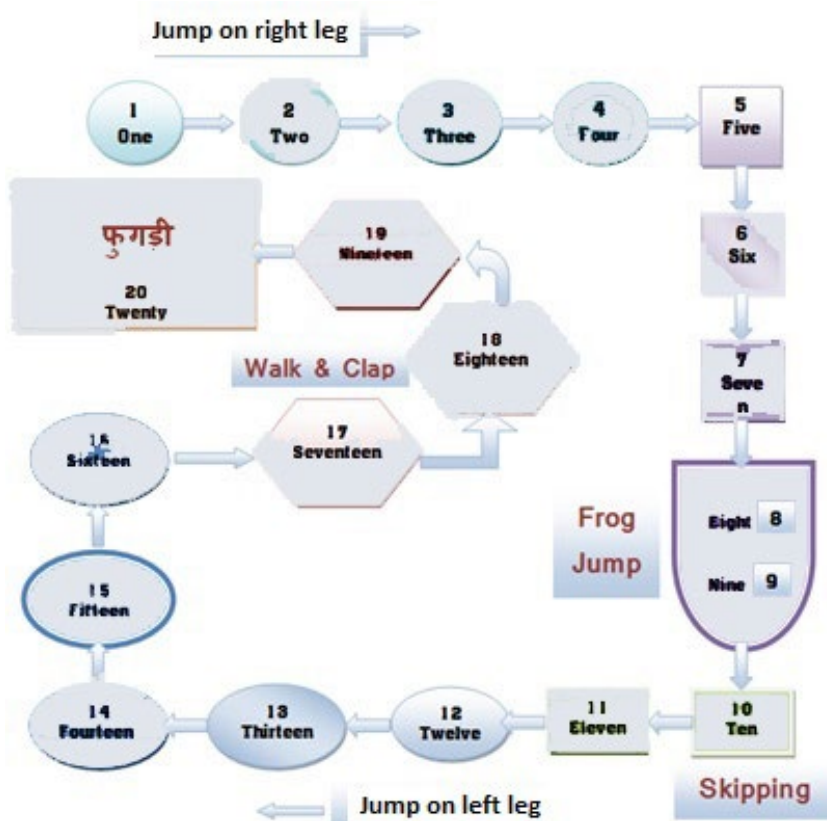 Jump on right leg
1
One
2
Two
3
Three
4
Four
5
Five
6
Six
7
Seve
n
Frog
Jump
Eight 8
Nine 9
10
Ten
Skipping
11
Eleven
12
Twelve
13
Thirteen
14
Fourteen
Jump on left leg
15
Fifteen
16
Sixteen
17
Seventeen
18
Eighteen
Walk & Clap
19
Nineteen
फुगड़ी
20
Twenty